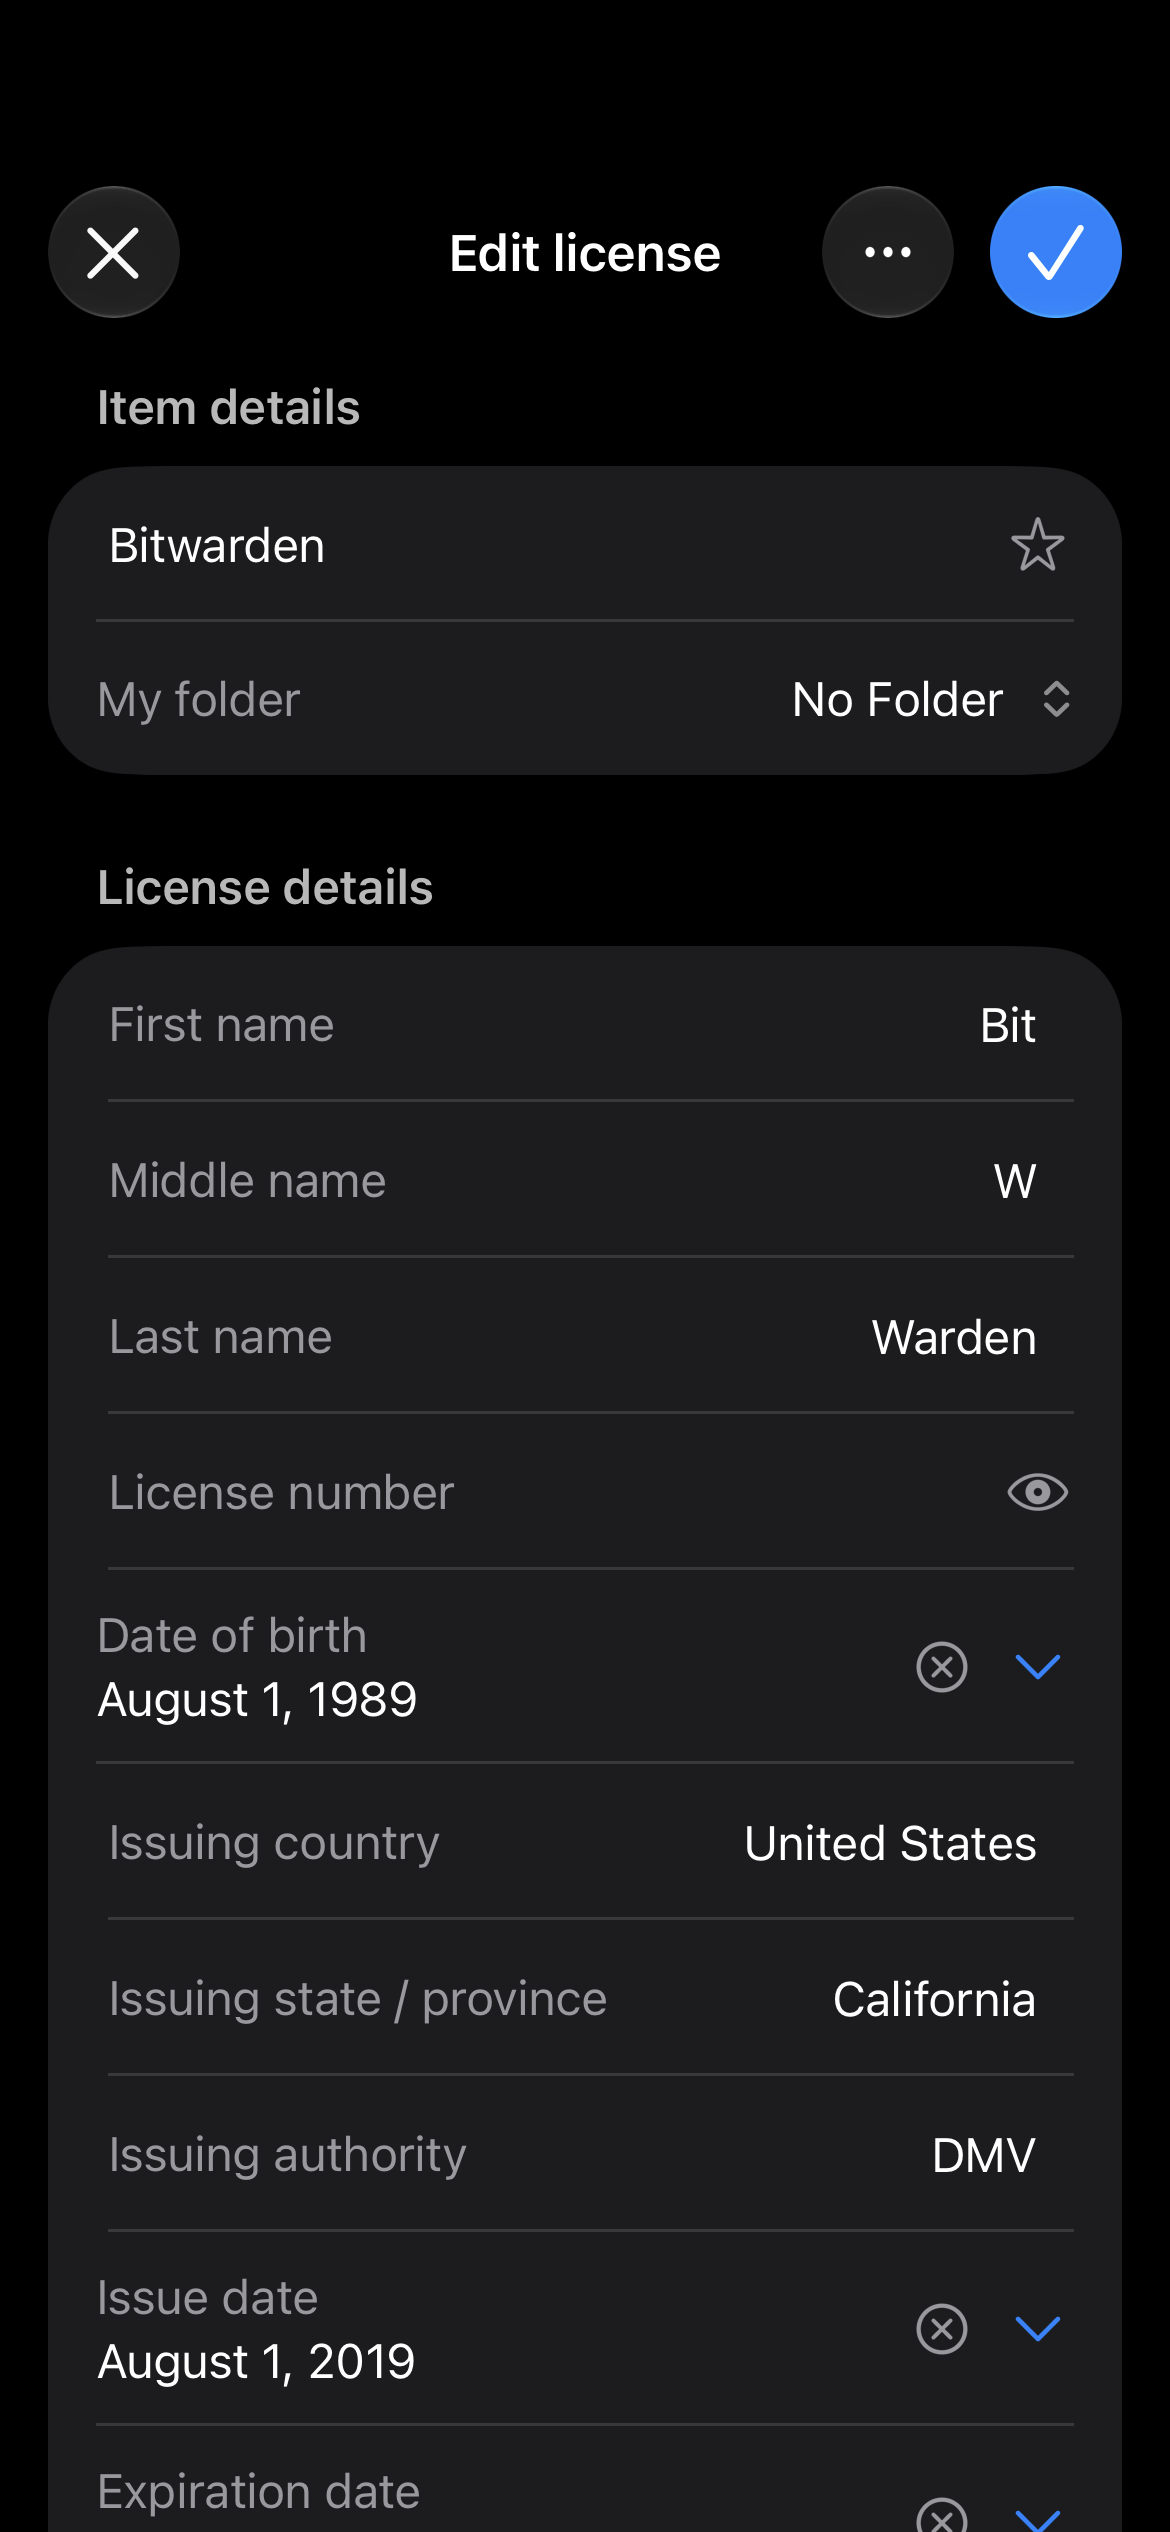 Edit license
Item details
Bitwarden
My folder No Folder
License details
First name Bit
Middle name W
Last name Warden
License number
Date of birth
August 1, 1989
Issuing country United States
Issuing state / province California
Issuing authority DMV
Issue date
August 1, 2019
Expiration date